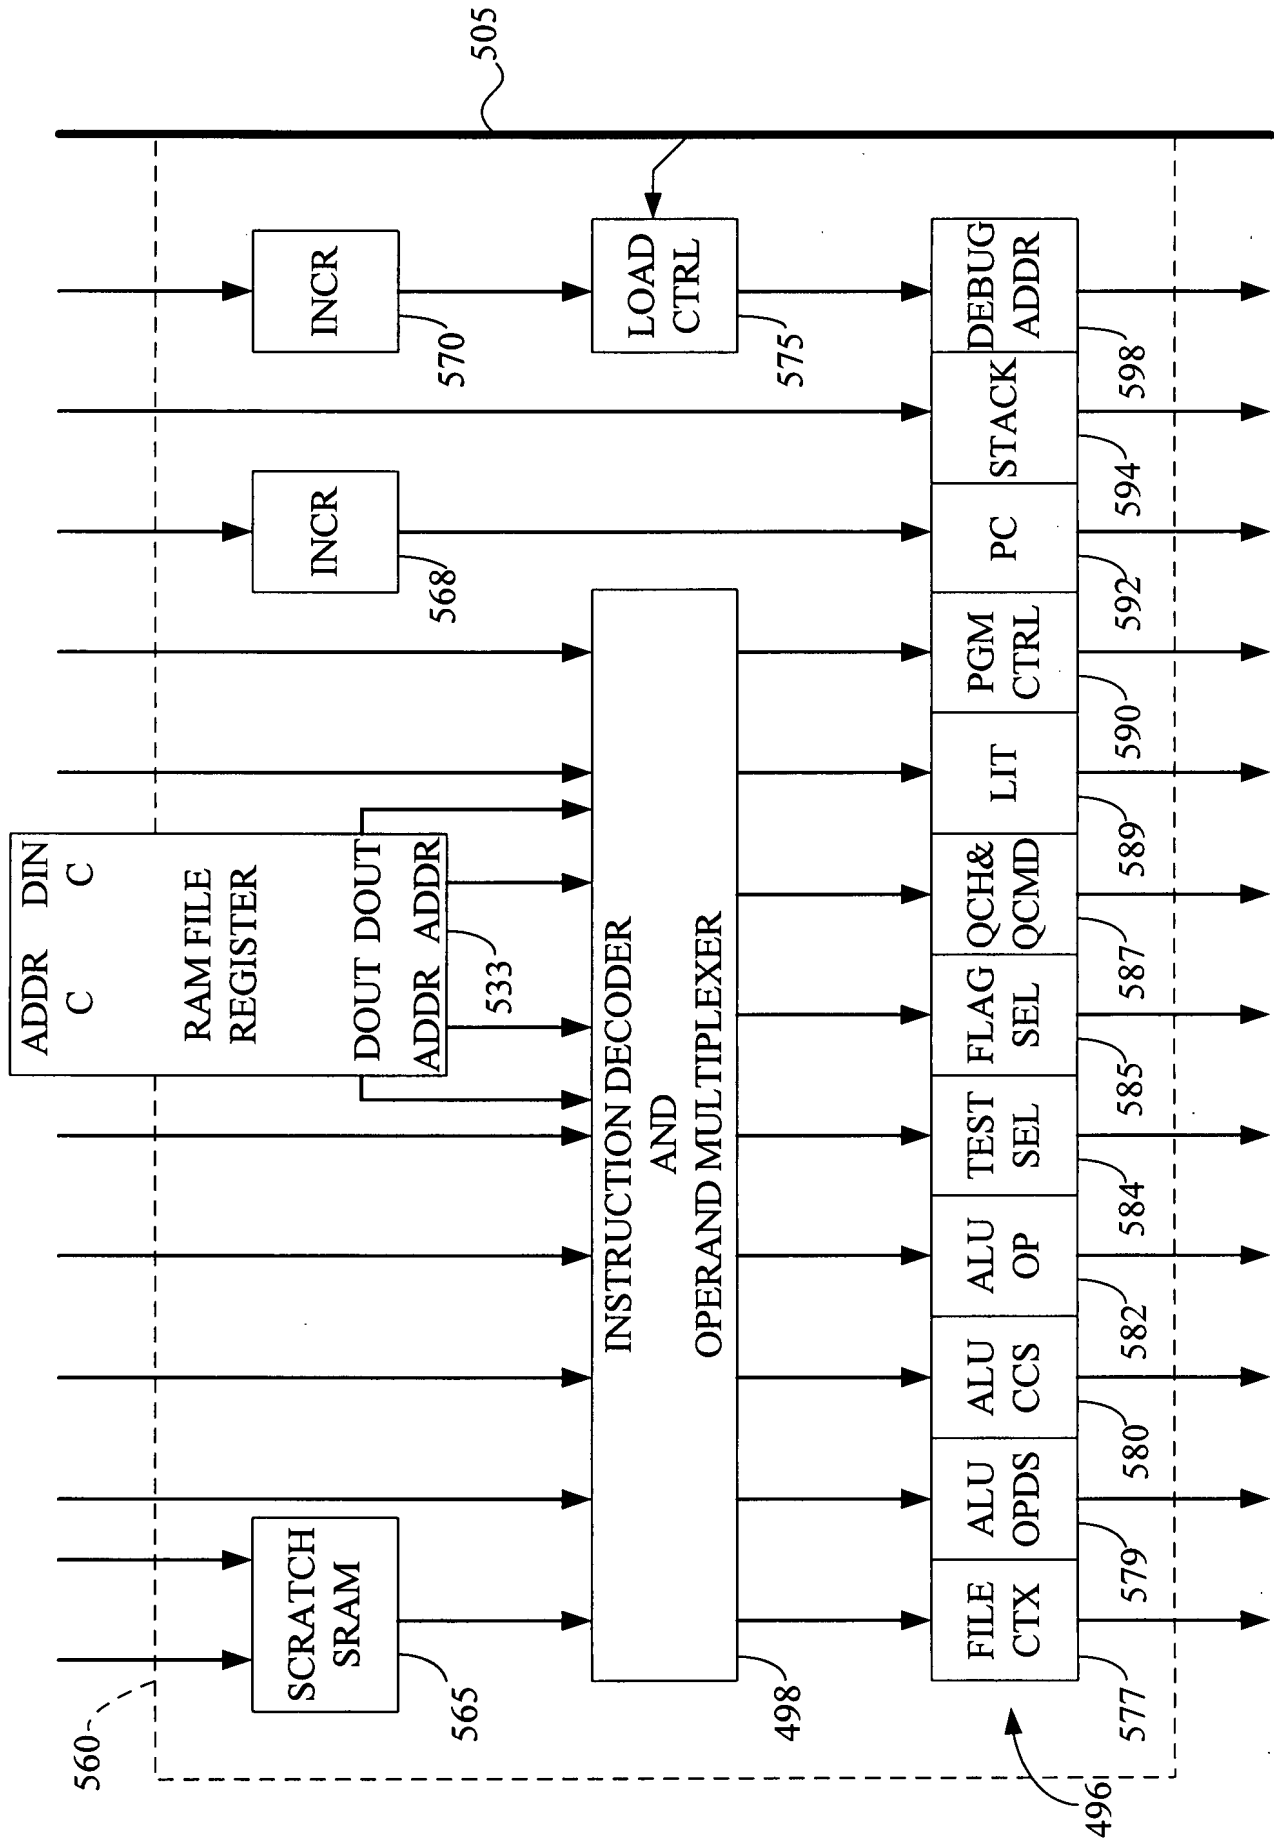 560
505
ADDR DIN
C C
RAM FILE
REGISTER
DOUT DOUT
ADDR ADDR
533
SCRATCH
SRAM
565
INCR
568
INCR
570
INSTRUCTION DECODER
AND
OPERAND MULTIPLEXER
498
LOAD
CTRL
575
496
FILE
CTX
577
ALU
OPDS
579
ALU
CCS
580
ALU
OP
582
TEST
SEL
584
FLAG
SEL
585
QCH&
QCMD
587
LIT
589
PGM
CTRL
590
PC
592
STACK
594
DEBUG
ADDR
598